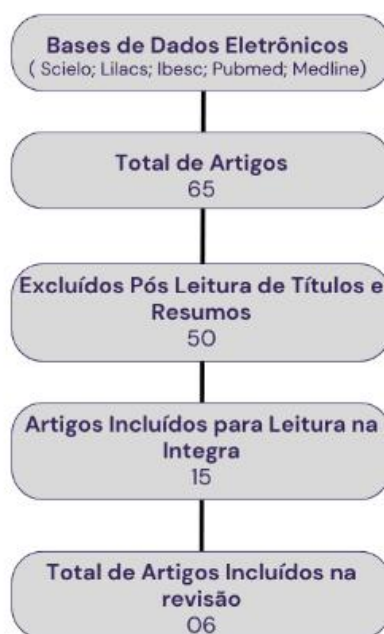 Bases de Dados Eletrônicos
( Scielo; Lilacs; Ibesc; Pubmed; Medline)
Total de Artigos
65
Excluídos Pós Leitura de Títulos e
Resumos
50
Artigos Incluídos para Leitura na
Integra
15
Total de Artigos Incluídos na
revisão
06